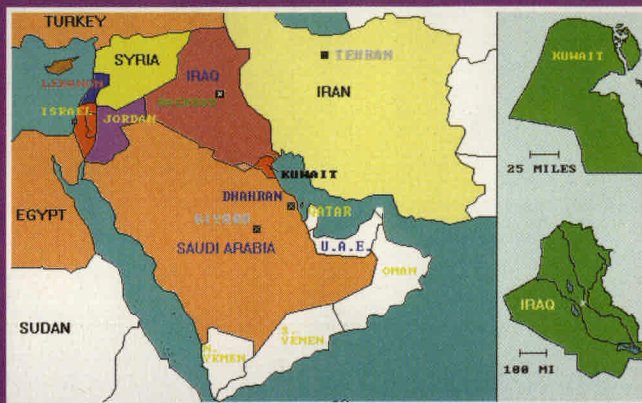 TURKEY
SYRIA
LEBANON
ISRAEL
JORDAN
IRAQ
BAGHDAD
TEHRAN
IRAN
KUWAIT
EGYPT
DHAHRAN
QATAR
RIYADH
SAUDI ARABIA
U.A.E.
OMAN
SUDAN
N.
YEMEN
S.
YEMEN
KUWAIT
25 MILES
IRAQ
100 MI